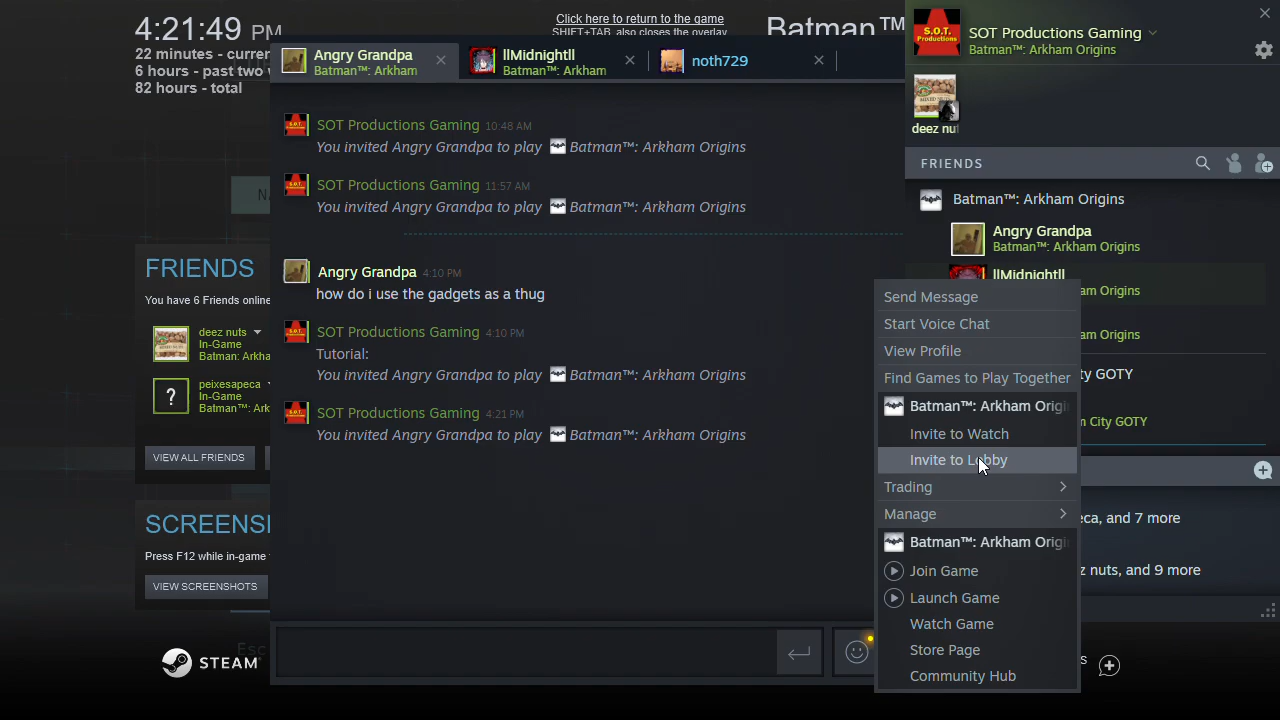 4:21:49 PM
22 minutes - curren
6 hours - past two
82 hours - total
Click here to return to the game
SHIFT+TAB also closes the overlay
Batman™
Angry Grandpa
Batman™: Arkham
llMidnightll
Batman™: Arkham
noth729
SOT Productions Gaming
Batman™: Arkham Origins
deez nut
FRIENDS
Batman™: Arkham Origins
Angry Grandpa
Batman™: Arkham Origins
llMidnightll
am Origins
am Origins
ty GOTY
m City GOTY
eca, and 7 more
z nuts, and 9 more
s
SOT Productions Gaming 10:48 AM
You invited Angry Grandpa to play Batman™: Arkham Origins
SOT Productions Gaming 11:57 AM
You invited Angry Grandpa to play Batman™: Arkham Origins
Angry Grandpa 4:10 PM
how do i use the gadgets as a thug
SOT Productions Gaming 4:10 PM
Tutorial:
You invited Angry Grandpa to play Batman™: Arkham Origins
SOT Productions Gaming 4:21 PM
You invited Angry Grandpa to play Batman™: Arkham Origins
Send Message
Start Voice Chat
View Profile
Find Games to Play Together
Batman™: Arkham Origi
Invite to Watch
Invite to Lobby
Trading
Manage
Batman™: Arkham Origi
Join Game
Launch Game
Watch Game
Store Page
Community Hub
N
FRIENDS
You have 6 Friends online
deez nuts
In-Game
Batman: Arkha
?
peixesapeca
In-Game
Batman™: Ark
VIEW ALL FRIENDS
SCREENS
Press F12 while in-game
VIEW SCREENSHOTS
Esc
STEAM
S.O.T.
Productions